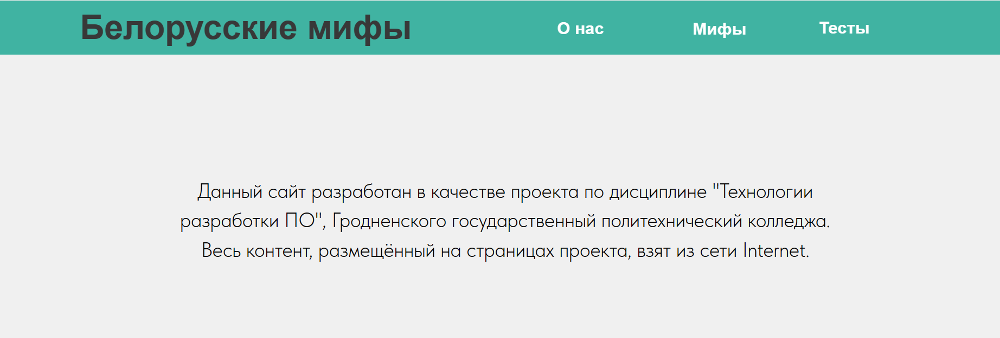 Белорусские мифы
О нас
Мифы
Тесты
Данный сайт разработан в качестве проекта по дисциплине "Технологии
разработки ПО", Гродненского государственный политехнический колледжа.
Весь контент, размещённый на страницах проекта, взят из сети Internet.